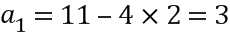 a₁ = 11 – 4 × 2 = 3